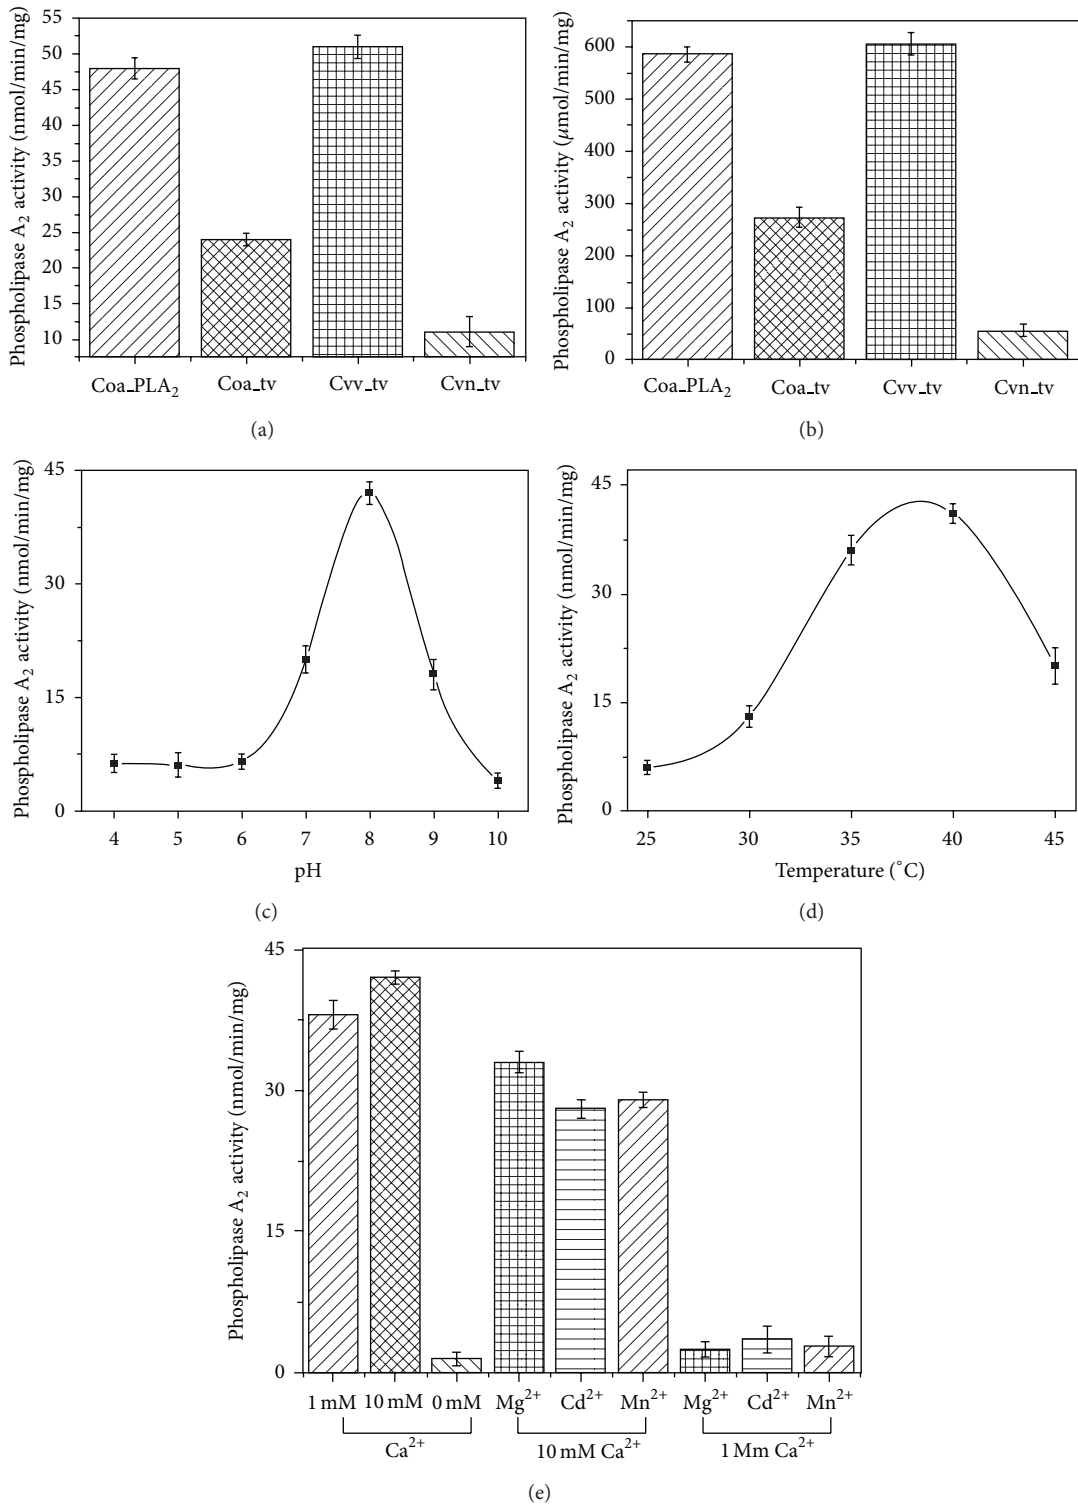 Phospholipase A2 activity (nmol/min/mg)
55
50
45
40
35
30
25
20
15
10
Coa_PLA2 Coa_tv Cvv_tv Cvn_tv
(a)
Phospholipase A2 activity (μmol/min/mg)
600
500
400
300
200
100
0
Coa_PLA2 Coa_tv Cvv_tv Cvn_tv
(b)
Phospholipase A2 activity (nmol/min/mg)
45
30
15
0
4 5 6 7 8 9 10
pH
(c)
Phospholipase A2 activity (nmol/min/mg)
45
30
15
0
25 30 35 40 45
Temperature (°C)
(d)
Phospholipase A2 activity (nmol/min/mg)
45
30
15
0
1 mM 10 mM 0 mM Mg2+ Cd2+ Mn2+ Mg2+ Cd2+ Mn2+
Ca2+ 10 mM Ca2+ 1 Mm Ca2+
(e)